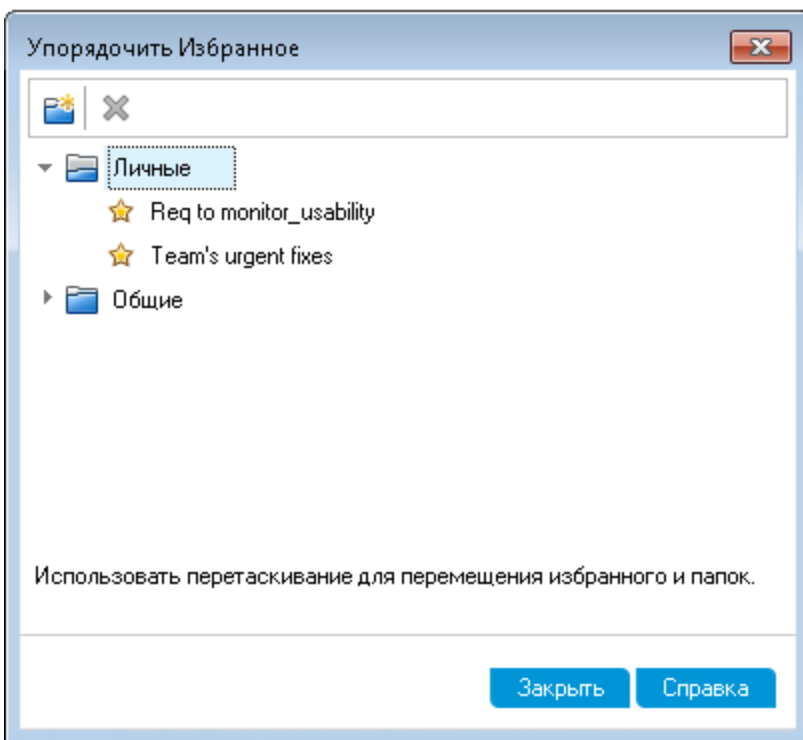 Упорядочить Избранное
Личные
Req to monitor_usability
Team's urgent fixes
Общие
Использовать перетаскивание для перемещения избранного и папок.
Закрыть Справка